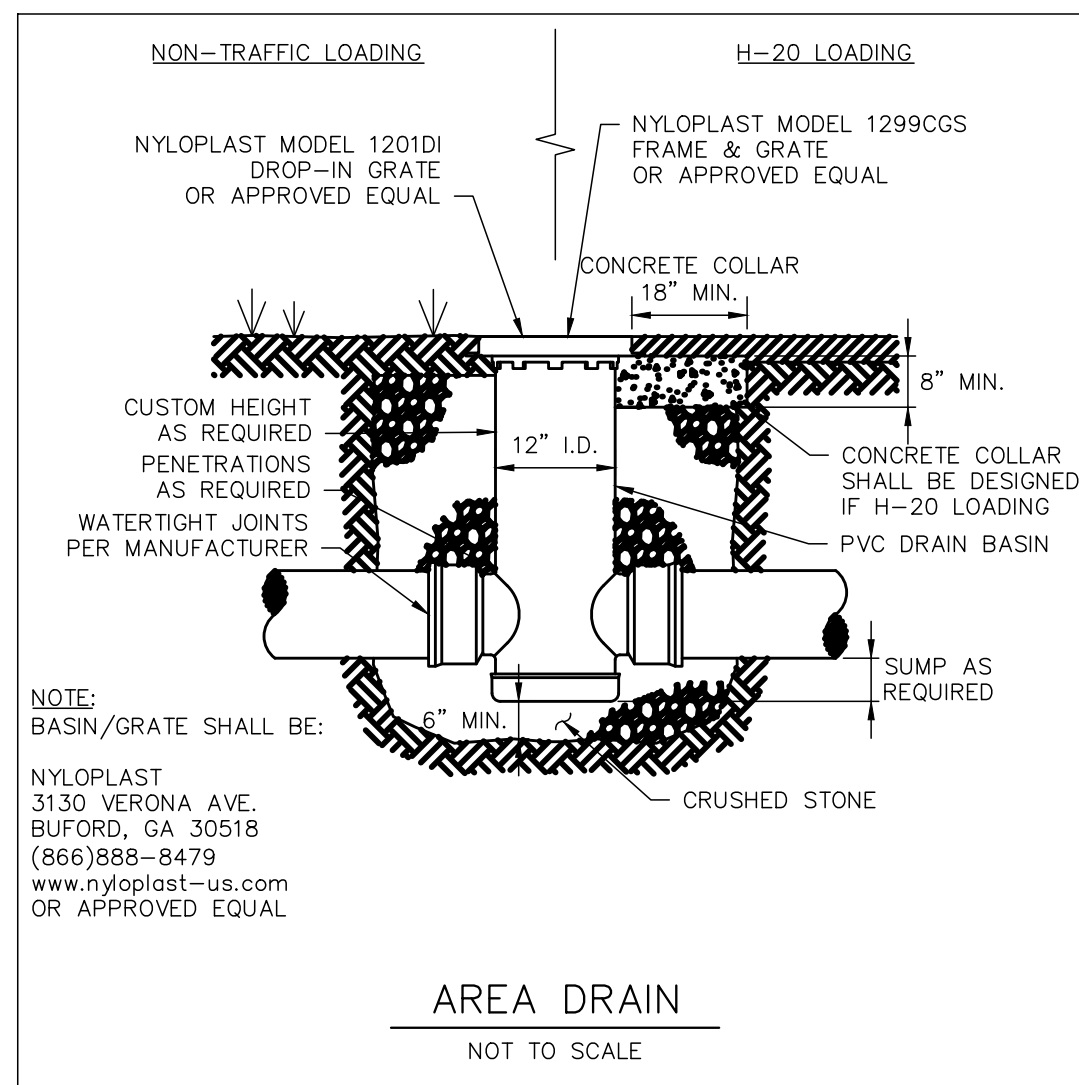 NON-TRAFFIC LOADING
H-20 LOADING
NYLOPLAST MODEL 1201DI
DROP-IN GRATE
OR APPROVED EQUAL
NYLOPLAST MODEL 1299CGS
FRAME & GRATE
OR APPROVED EQUAL
CONCRETE COLLAR
18" MIN.
8" MIN.
CUSTOM HEIGHT
AS REQUIRED
PENETRATIONS
AS REQUIRED
WATERTIGHT JOINTS
PER MANUFACTURER
12" I.D.
CONCRETE COLLAR
SHALL BE DESIGNED
IF H-20 LOADING
PVC DRAIN BASIN
SUMP AS
REQUIRED
6" MIN.
CRUSHED STONE
NOTE:
BASIN/GRATE SHALL BE:
NYLOPLAST
3130 VERONA AVE.
BUFORD, GA 30518
(866)888-8479
www.nyloplast-us.com
OR APPROVED EQUAL
AREA DRAIN
NOT TO SCALE